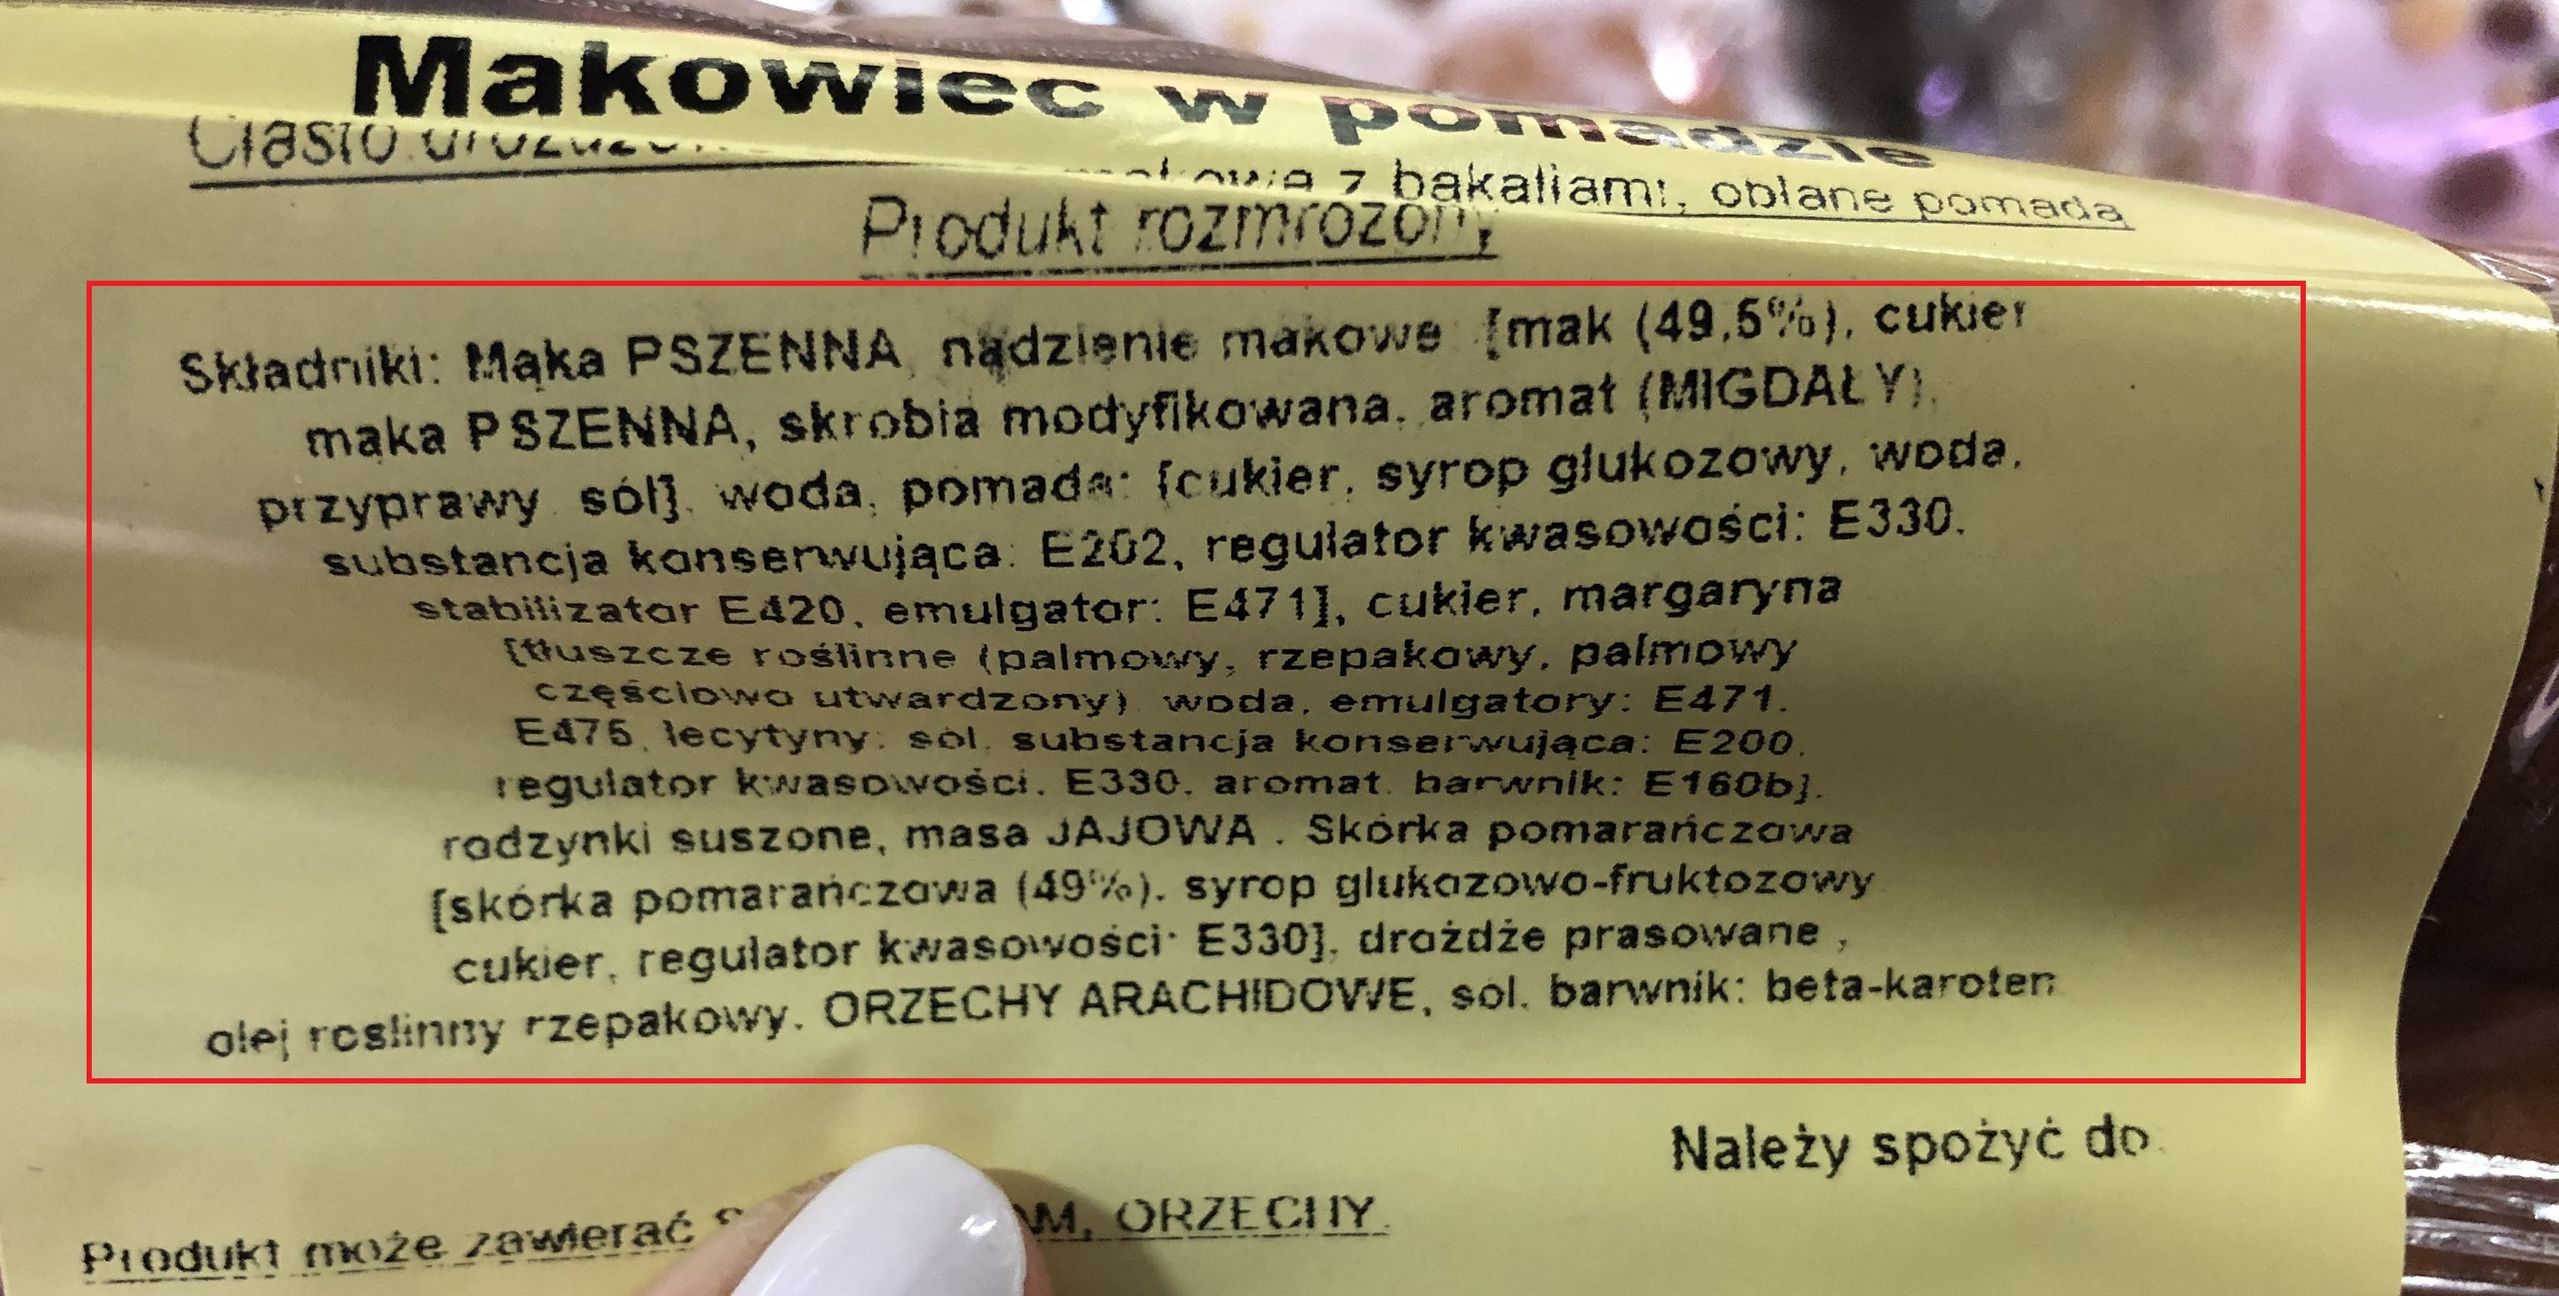 Makowiec w pomadzie
Ciasto z bakaliami, oblane pomadą
Produkt rozmrożony
Składniki: Mąka PSZENNA, nadzienie makowe [mak (49,5%), cukier
mąka PSZENNA, skrobia modyfikowana, aromat (MIGDAŁY),
przyprawy sól], woda, pomada: [cukier, syrop glukozowy, woda,
substancja konserwująca: E202, regulator kwasowości: E330,
stabilizator E420, emulgator: E471], cukier, margaryna
[tłuszcze roślinne (palmowy, rzepakowy, palmowy
częściowo utwardzony) woda, emulgatory: E471,
E475, lecytyny; sól, substancja konserwująca: E200,
regulator kwasowości: E330, aromat, barwnik: E160b],
rodzynki suszone, masa JAJOWA . Skórka pomarańczowa
[skórka pomarańczowa (49%), syrop glukozowo-fruktozowy
cukier, regulator kwasowości: E330], drożdże prasowane ,
olej roslinny rzepakowy, ORZECHY ARACHIDOWE, sól, barwnik: beta-karoten
Należy spożyć do:
Produkt może zawierać ORZECHY.